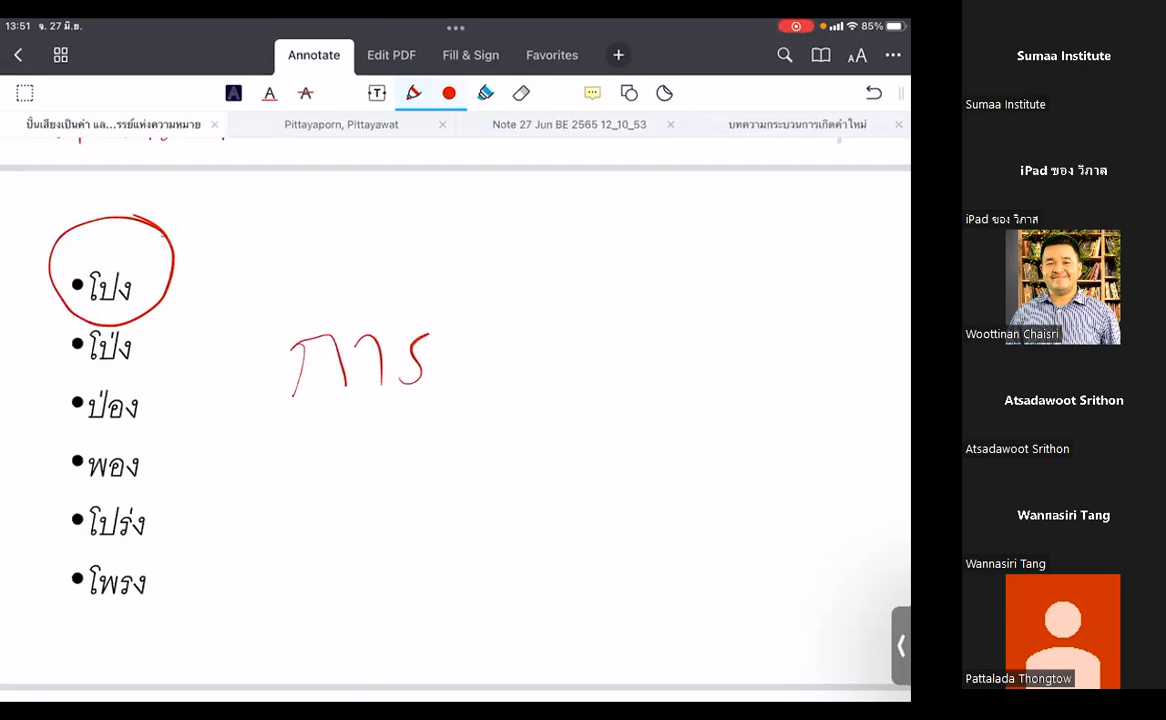 13:51 จ. 27 มิ.ย.
85%
Annotate
Edit PDF
Fill & Sign
Favorites
ปั้นเสียงเป็นคำ แล...รรย์แห่งความหมาย
Pittayaporn, Pittayawat
Note 27 Jun BE 2565 12_10_53
บทความกระบวนการเกิดคำใหม่
•โปง
•โป่ง
•ป่อง
•พอง
•โปร่ง
•โพรง
การ
Sumaa Institute
Sumaa Institute
iPad ของ วิภาส
iPad ของ วิภาส
Woottinan Chaisri
Atsadawoot Srithon
Atsadawoot Srithon
Wannasiri Tang
Wannasiri Tang
Pattalada Thongtow